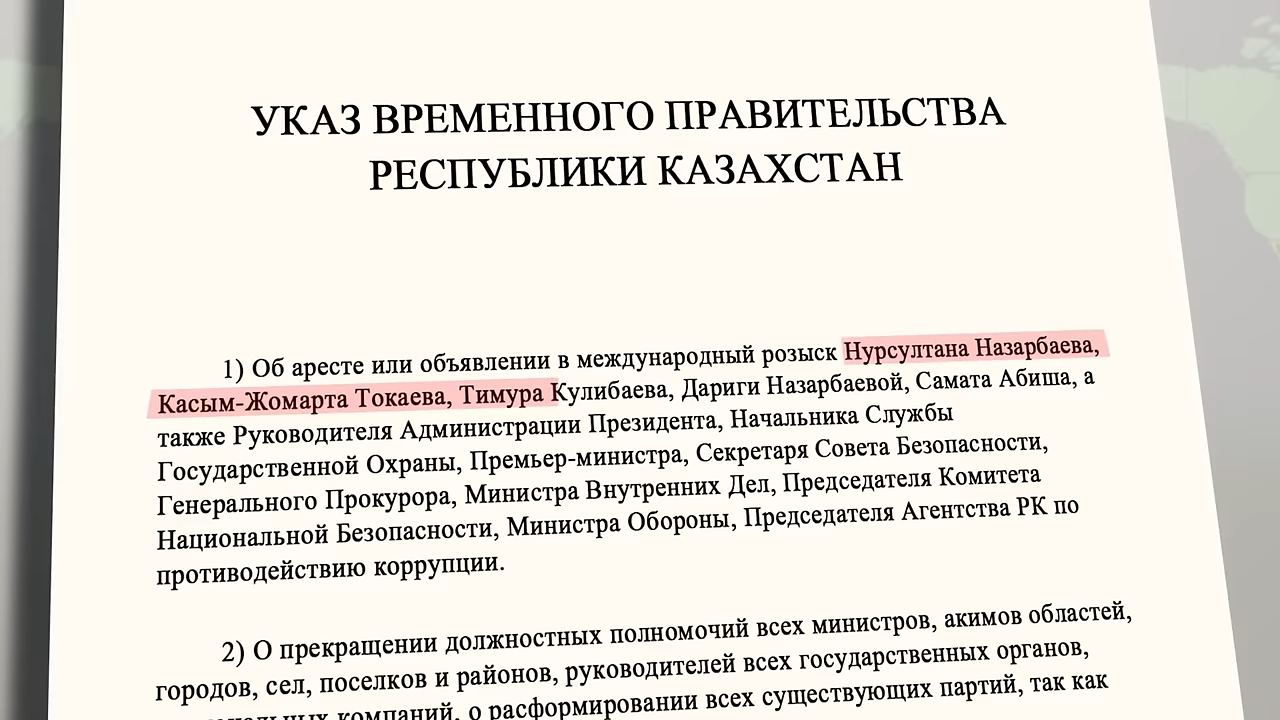 УКАЗ ВРЕМЕННОГО ПРАВИТЕЛЬСТВА
РЕСПУБЛИКИ КАЗАХСТАН
1) Об аресте или объявлении в международный розыск Нурсултана Назарбаева,
Касым-Жомарта Токаева, Тимура Кулибаева, Дариги Назарбаевой, Самата Абиша, а
также Руководителя Администрации Президента, Начальника Службы
Государственной Охраны, Премьер-министра, Секретаря Совета Безопасности,
Генерального Прокурора, Министра Внутренних Дел, Председателя Комитета
Национальной Безопасности, Министра Обороны, Председателя Агентства РК по
противодействию коррупции.
2) О прекращении должностных полномочий всех министров, акимов областей,
городов, сел, поселков и районов, руководителей всех государственных органов,
компаний, о расформировании всех существующих партий, так как